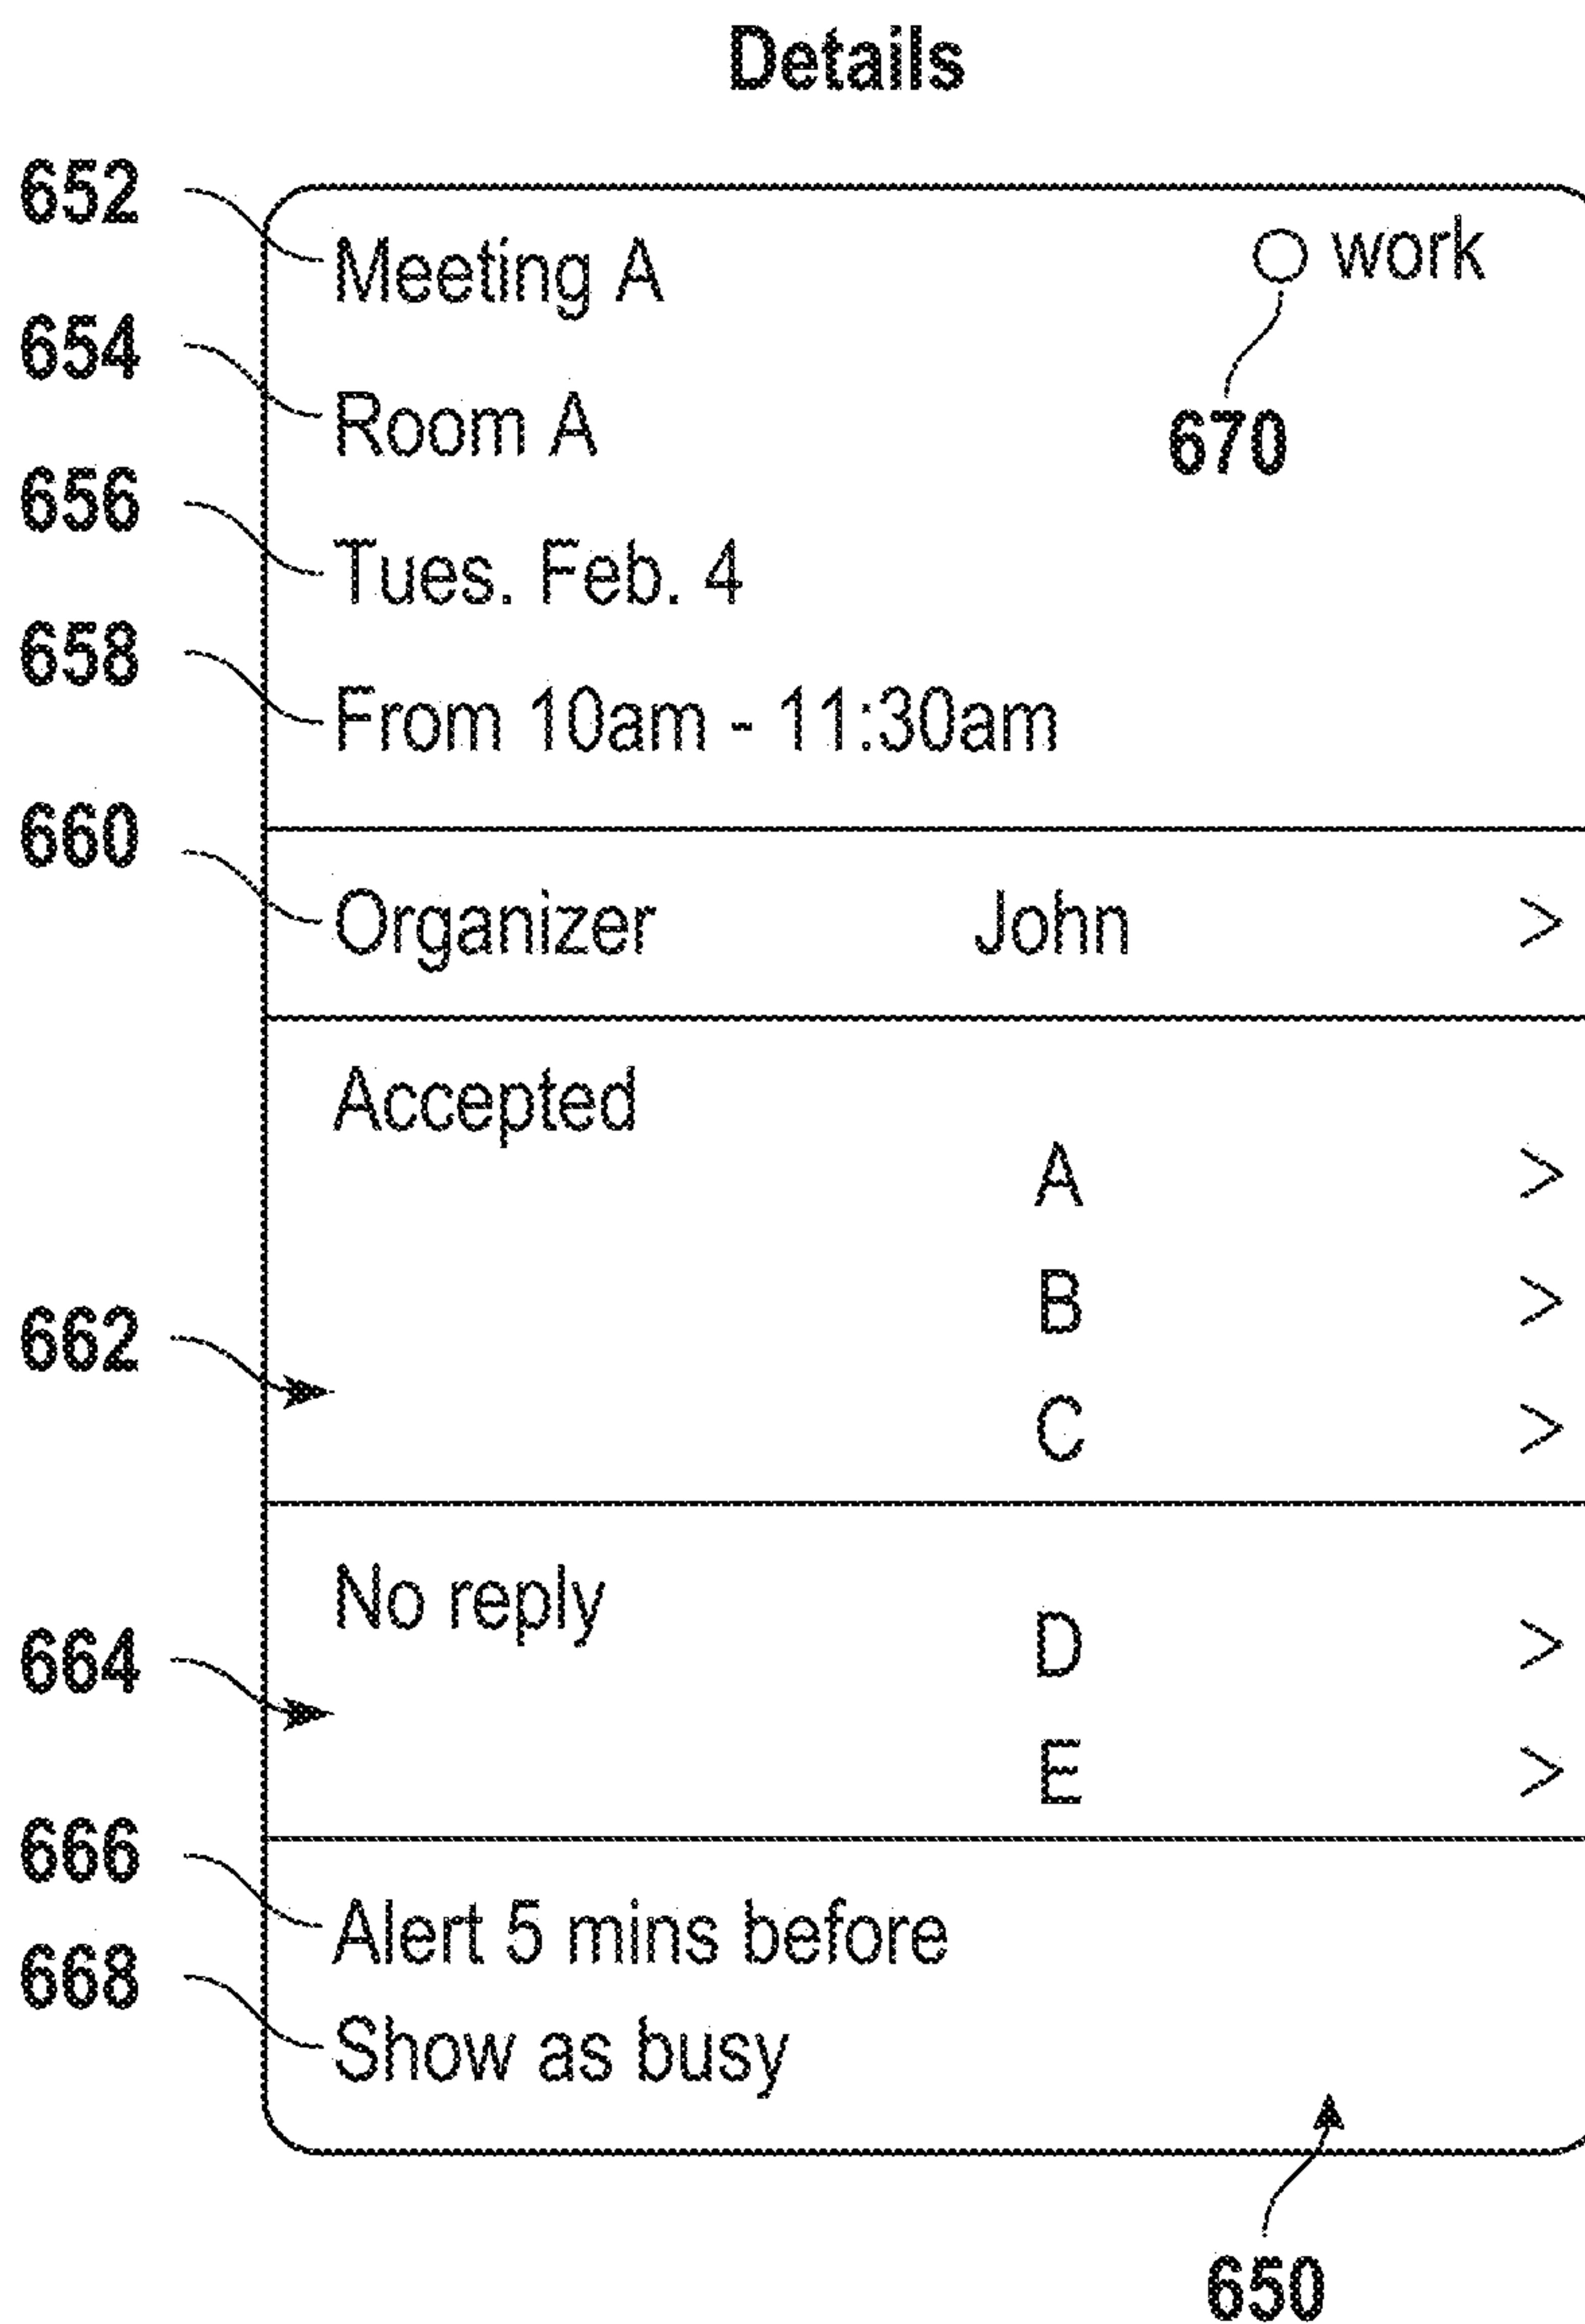 Details
652 Meeting A ○ work
654 Room A 670
656 Tues. Feb. 4
658 From 10am - 11:30am
660 Organizer John >
Accepted
A >
B >
662
C >
No reply
D >
664
E >
666 Alert 5 mins before
668 Show as busy
650